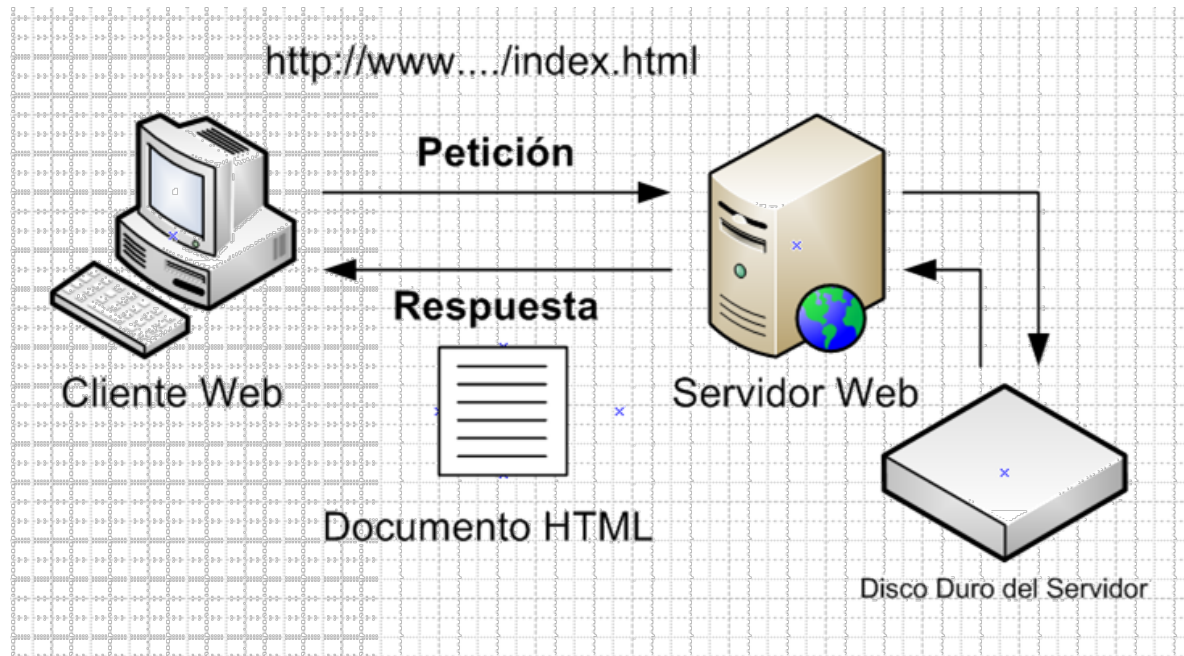 http://www..../index.html
Petición
Respuesta
Cliente Web
Servidor Web
Documento HTML
Disco Duro del Servidor